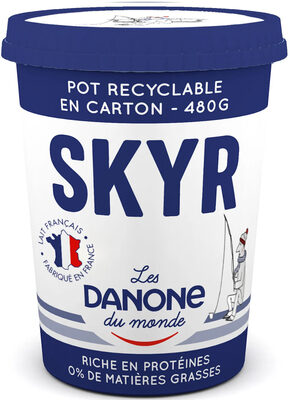 POT RECYCLABLE
EN CARTON - 480G
SKYR
LAIT FRANÇAIS
FABRIQUÉ EN FRANCE
Les
DANONE
du monde
RICHE EN PROTÉINES
0% DE MATIÈRES GRASSES